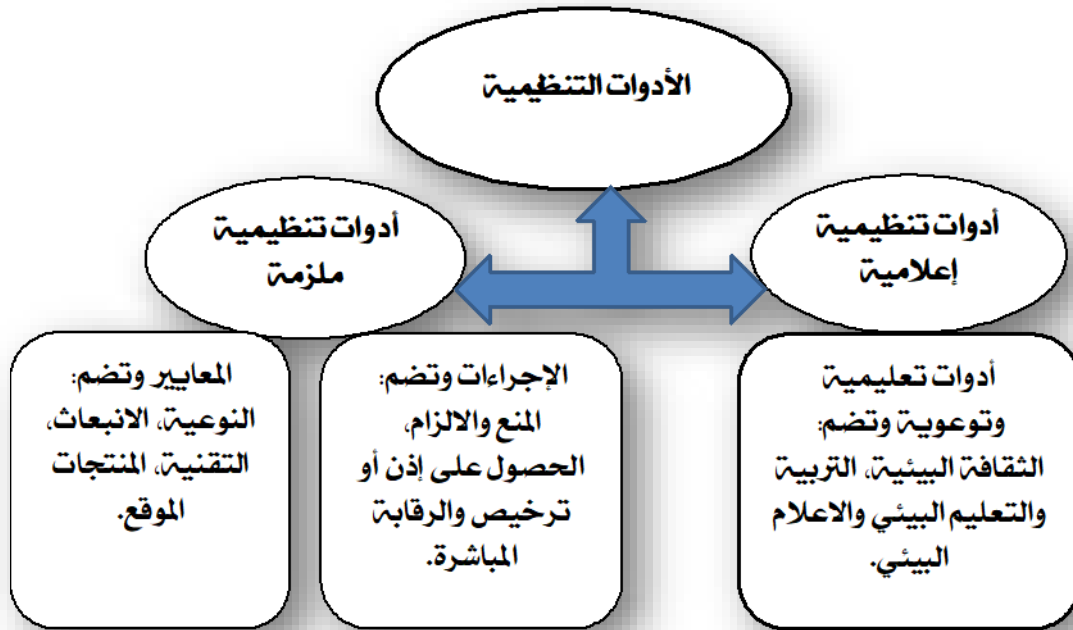 الأدوات التنظيمية
أدوات تنظيمية
إعلامية
أدوات تنظيمية
ملزمة
أدوات تعليمية
وتوعوية وتضم:
الثقافة البيئية، التربية
والتعليم البيئي والاعلام
البيئي.
الإجراءات وتضم:
المنع والالزام،
الحصول على إذن أو
ترخيص والرقابة
المباشرة.
المعايير وتضم:
النوعية، الانبعاث،
التقنية، المنتجات
الموقع.